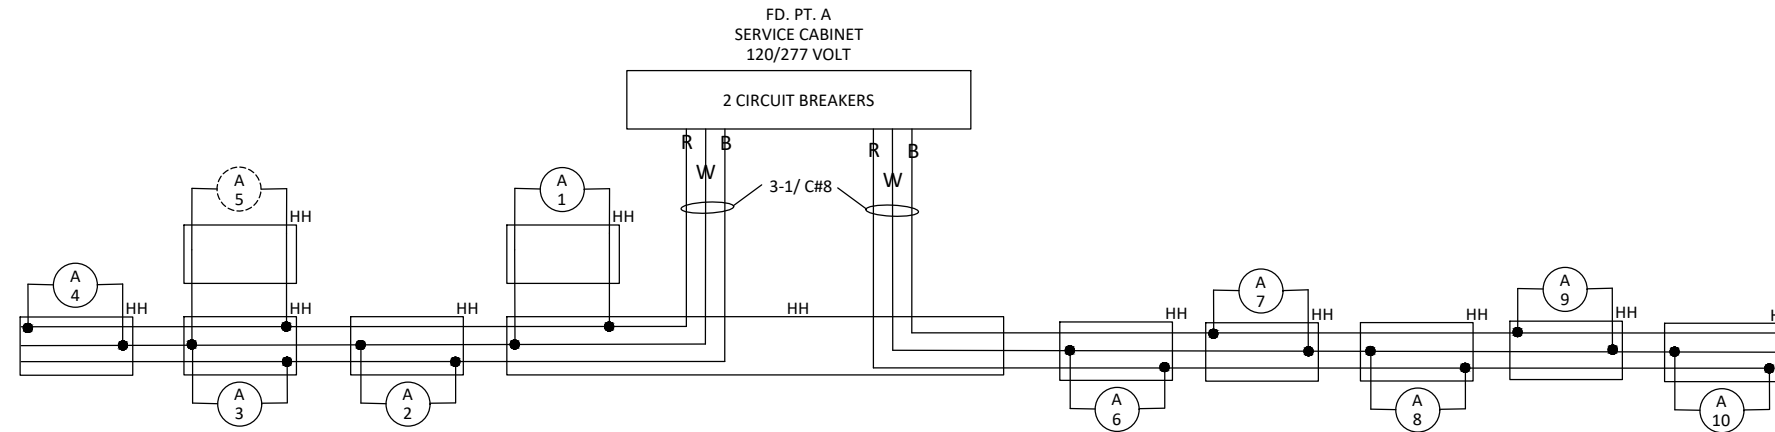 FD. PT. A
SERVICE CABINET
120/277 VOLT
2 CIRCUIT BREAKERS
R
W
B
R
W
B
3-1/ C#8
A
5
HH
A
1
HH
A
4
HH
HH
HH
HH
A
3
A
2
A
7
HH
HH
A
9
HH
HH
A
6
A
8
A
10